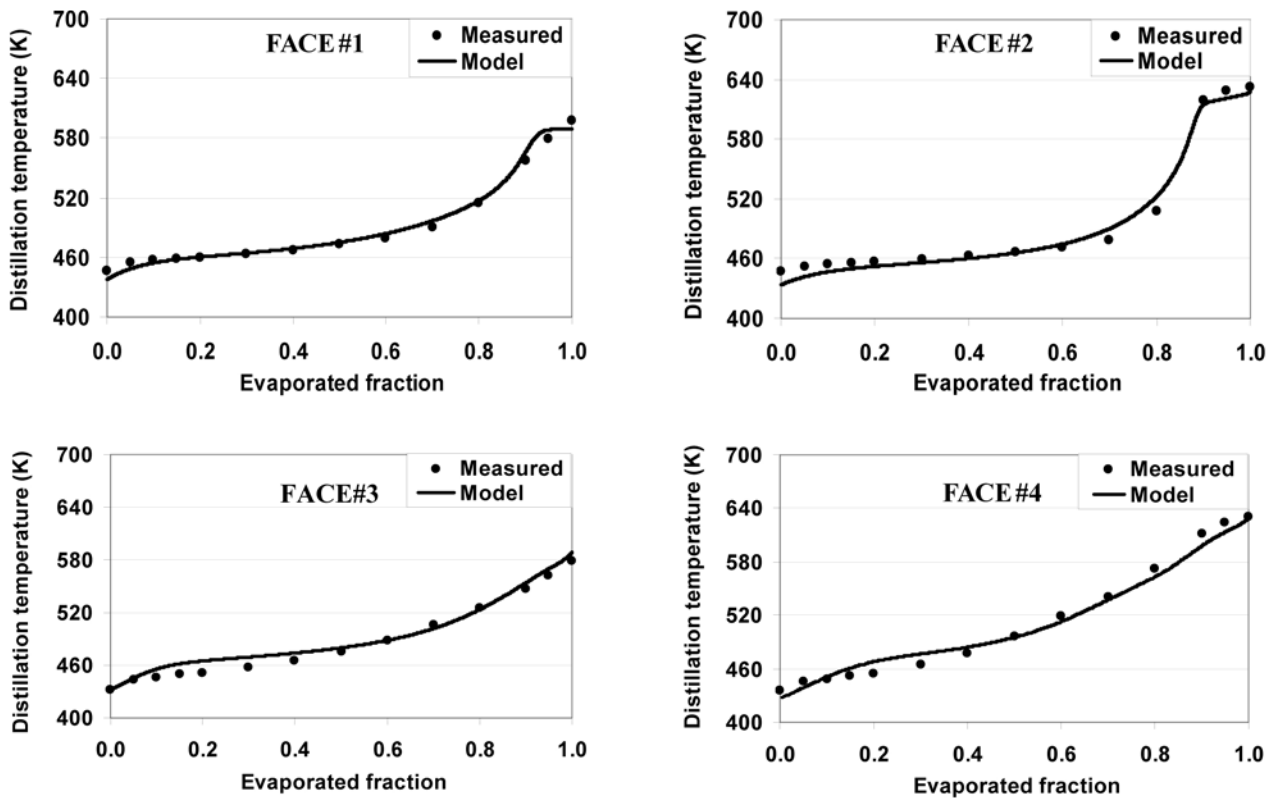 FACE #1
Measured
Model
Distillation temperature (K)
700
640
580
520
460
400
0.0 0.2 0.4 0.6 0.8 1.0
Evaporated fraction
FACE #2
Measured
Model
Distillation temperature (K)
700
640
580
520
460
400
0.0 0.2 0.4 0.6 0.8 1.0
Evaporated fraction
FACE#3
Measured
Model
Distillation temperature (K)
700
640
580
520
460
400
0.0 0.2 0.4 0.6 0.8 1.0
Evaporated fraction
FACE #4
Measured
Model
Distillation temperature (K)
700
640
580
520
460
400
0.0 0.2 0.4 0.6 0.8 1.0
Evaporated fraction